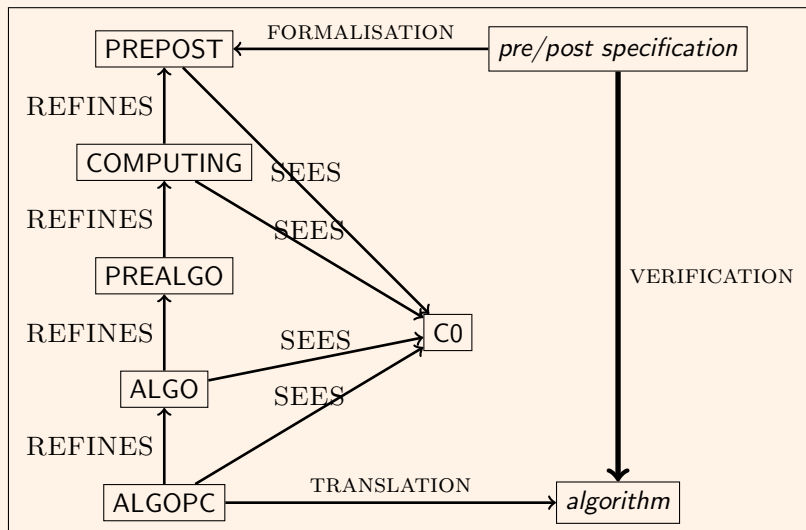 FORMALISATION
PREPOST
pre/post specification
REFINES
COMPUTING
SEES
REFINES
SEES
PREALGO
VERIFICATION
REFINES
SEES
C0
ALGO
SEES
REFINES
TRANSLATION
ALGOPC
algorithm